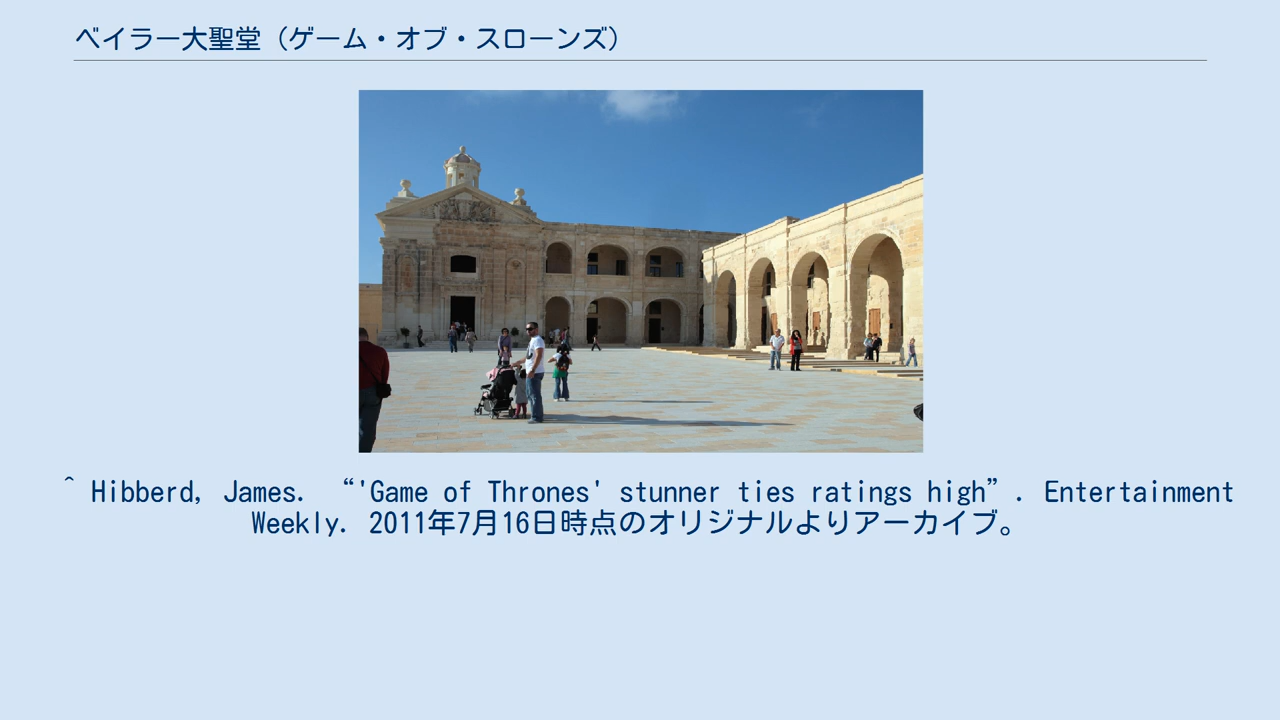 ベイラー大聖堂（ゲーム・オブ・スローンズ）
^ Hibberd, James. “'Game of Thrones' stunner ties ratings high”. Entertainment
Weekly. 2011年7月16日時点のオリジナルよりアーカイブ。